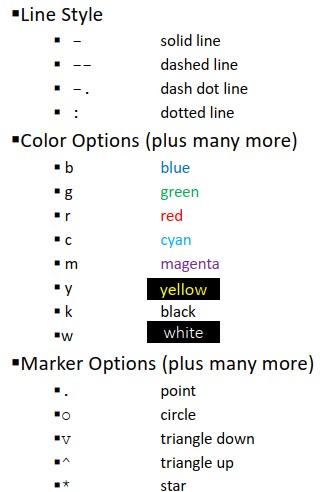 ▪Line Style
▪ - solid line
▪ -- dashed line
▪ -. dash dot line
▪ : dotted line
▪Color Options (plus many more)
▪ b blue
▪ g green
▪ r red
▪ c cyan
▪ m magenta
▪ y yellow
▪ k black
▪w white
▪Marker Options (plus many more)
▪. point
▪o circle
▪v triangle down
▪^ triangle up
▪* star